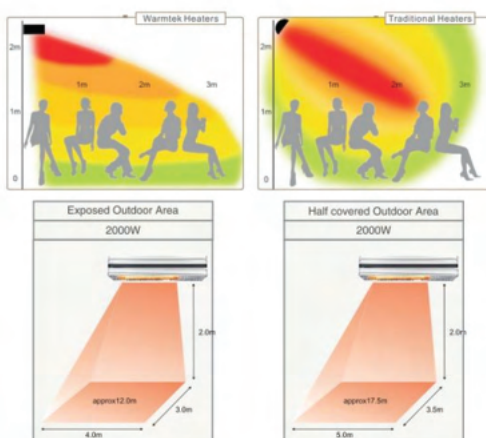 Warmtek Heaters
2m
1m
2m
3m
1m
0
Traditional Heaters
2m
1m
2m
3m
1m
0
Exposed Outdoor Area
2000W
2.0m
approx12.0m
3.0m
4.0m
Half covered Outdoor Area
2000W
2.0m
approx17.5m
3.5m
5.0m